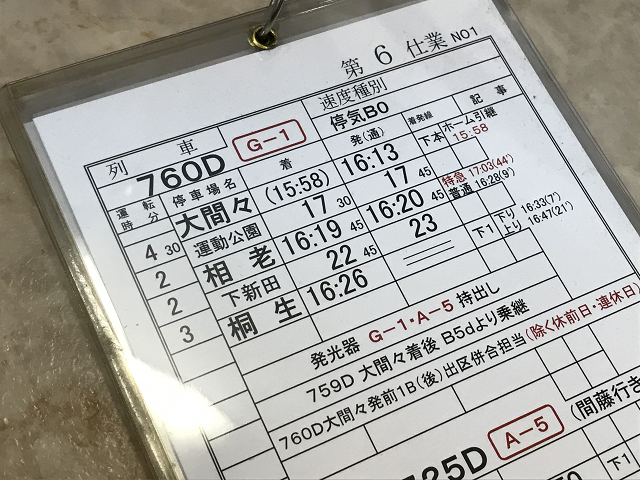 第 6 仕業 NO1
列 車 760D G-1 速度種別 停気B0
運転時分 停車場名 着 発(通) 着発線 記事
大間々 (15:58) 16:13 下本 ホーム引継 15:58
4 30 運動公園 17 30 17 45
2 相老 16:19 45 16:20 45 特急 17:03(44') 普通 16:28(9')
2 下新田 22 45 23
3 桐生 16:26 下1 下り 16:33(7') 上り 16:47(21')
発光器 G-1・A-5 持出し
759D 大間々着後 B5dより乗継
760D大間々発前1B(後)出区併合担当(除く休前日・連休日)
725D A-5 (間藤行き
下1